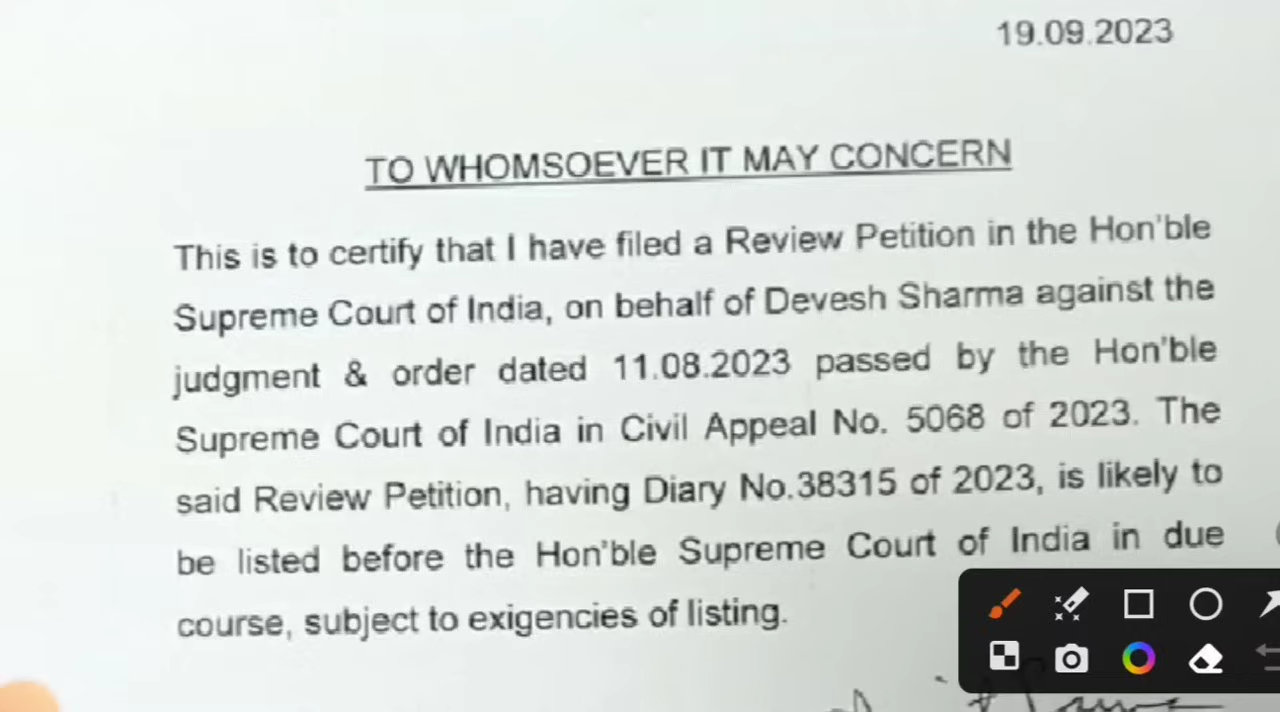 19.09.2023
TO WHOMSOEVER IT MAY CONCERN
This is to certify that I have filed a Review Petition in the Hon'ble
Supreme Court of India, on behalf of Devesh Sharma against the
judgment & order dated 11.08.2023 passed by the Hon'ble
Supreme Court of India in Civil Appeal No. 5068 of 2023. The
said Review Petition, having Diary No.38315 of 2023, is likely to
be listed before the Hon'ble Supreme Court of India in due
course, subject to exigencies of listing.